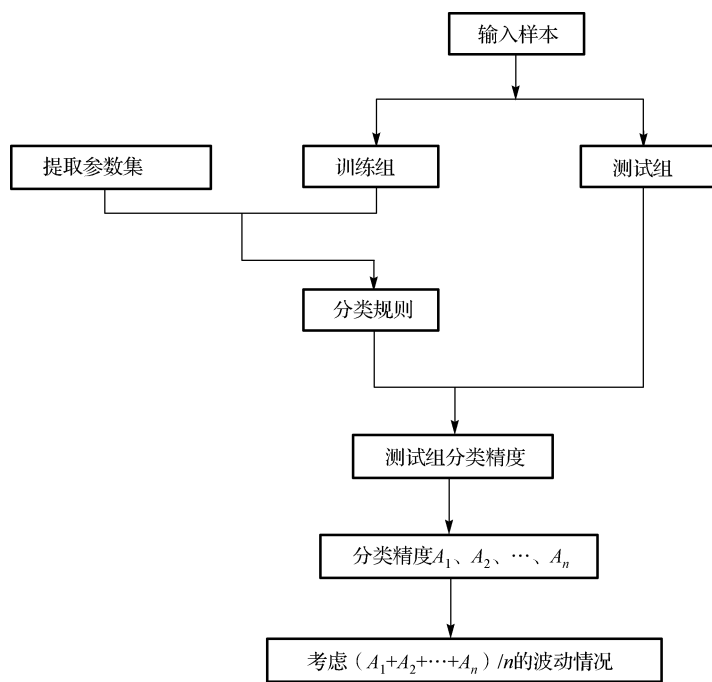 输入样本
提取参数集
训练组
测试组
分类规则
测试组分类精度
分类精度A₁、A₂、…、Aₙ
考虑（A₁+A₂+…+Aₙ）/n的波动情况